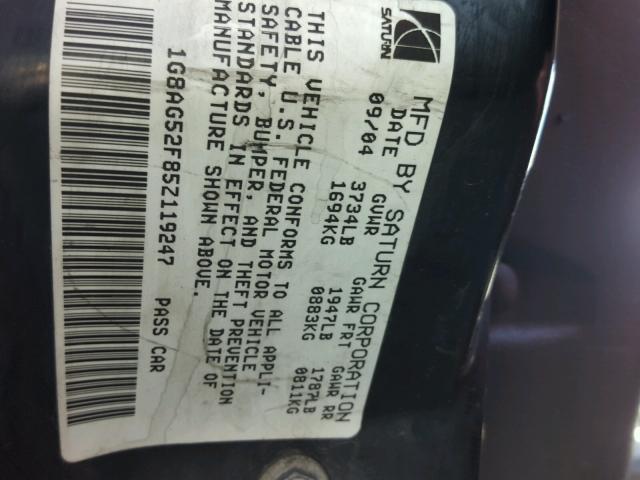 SATURN
MFD BY SATURN CORPORATION
DATE GVWR GAWR FRT GAWR RR
09/04 3734LB 1947LB 1787LB
1694KG 0883KG 0811KG
THIS VEHICLE CONFORMS TO ALL APPLI-
CABLE U.S. FEDERAL MOTOR VEHICLE
SAFETY, BUMPER, AND THEFT PREVENTION
STANDARDS IN EFFECT ON THE DATE OF
MANUFACTURE SHOWN ABOVE.
1G8AG52F85Z119247 PASS CAR